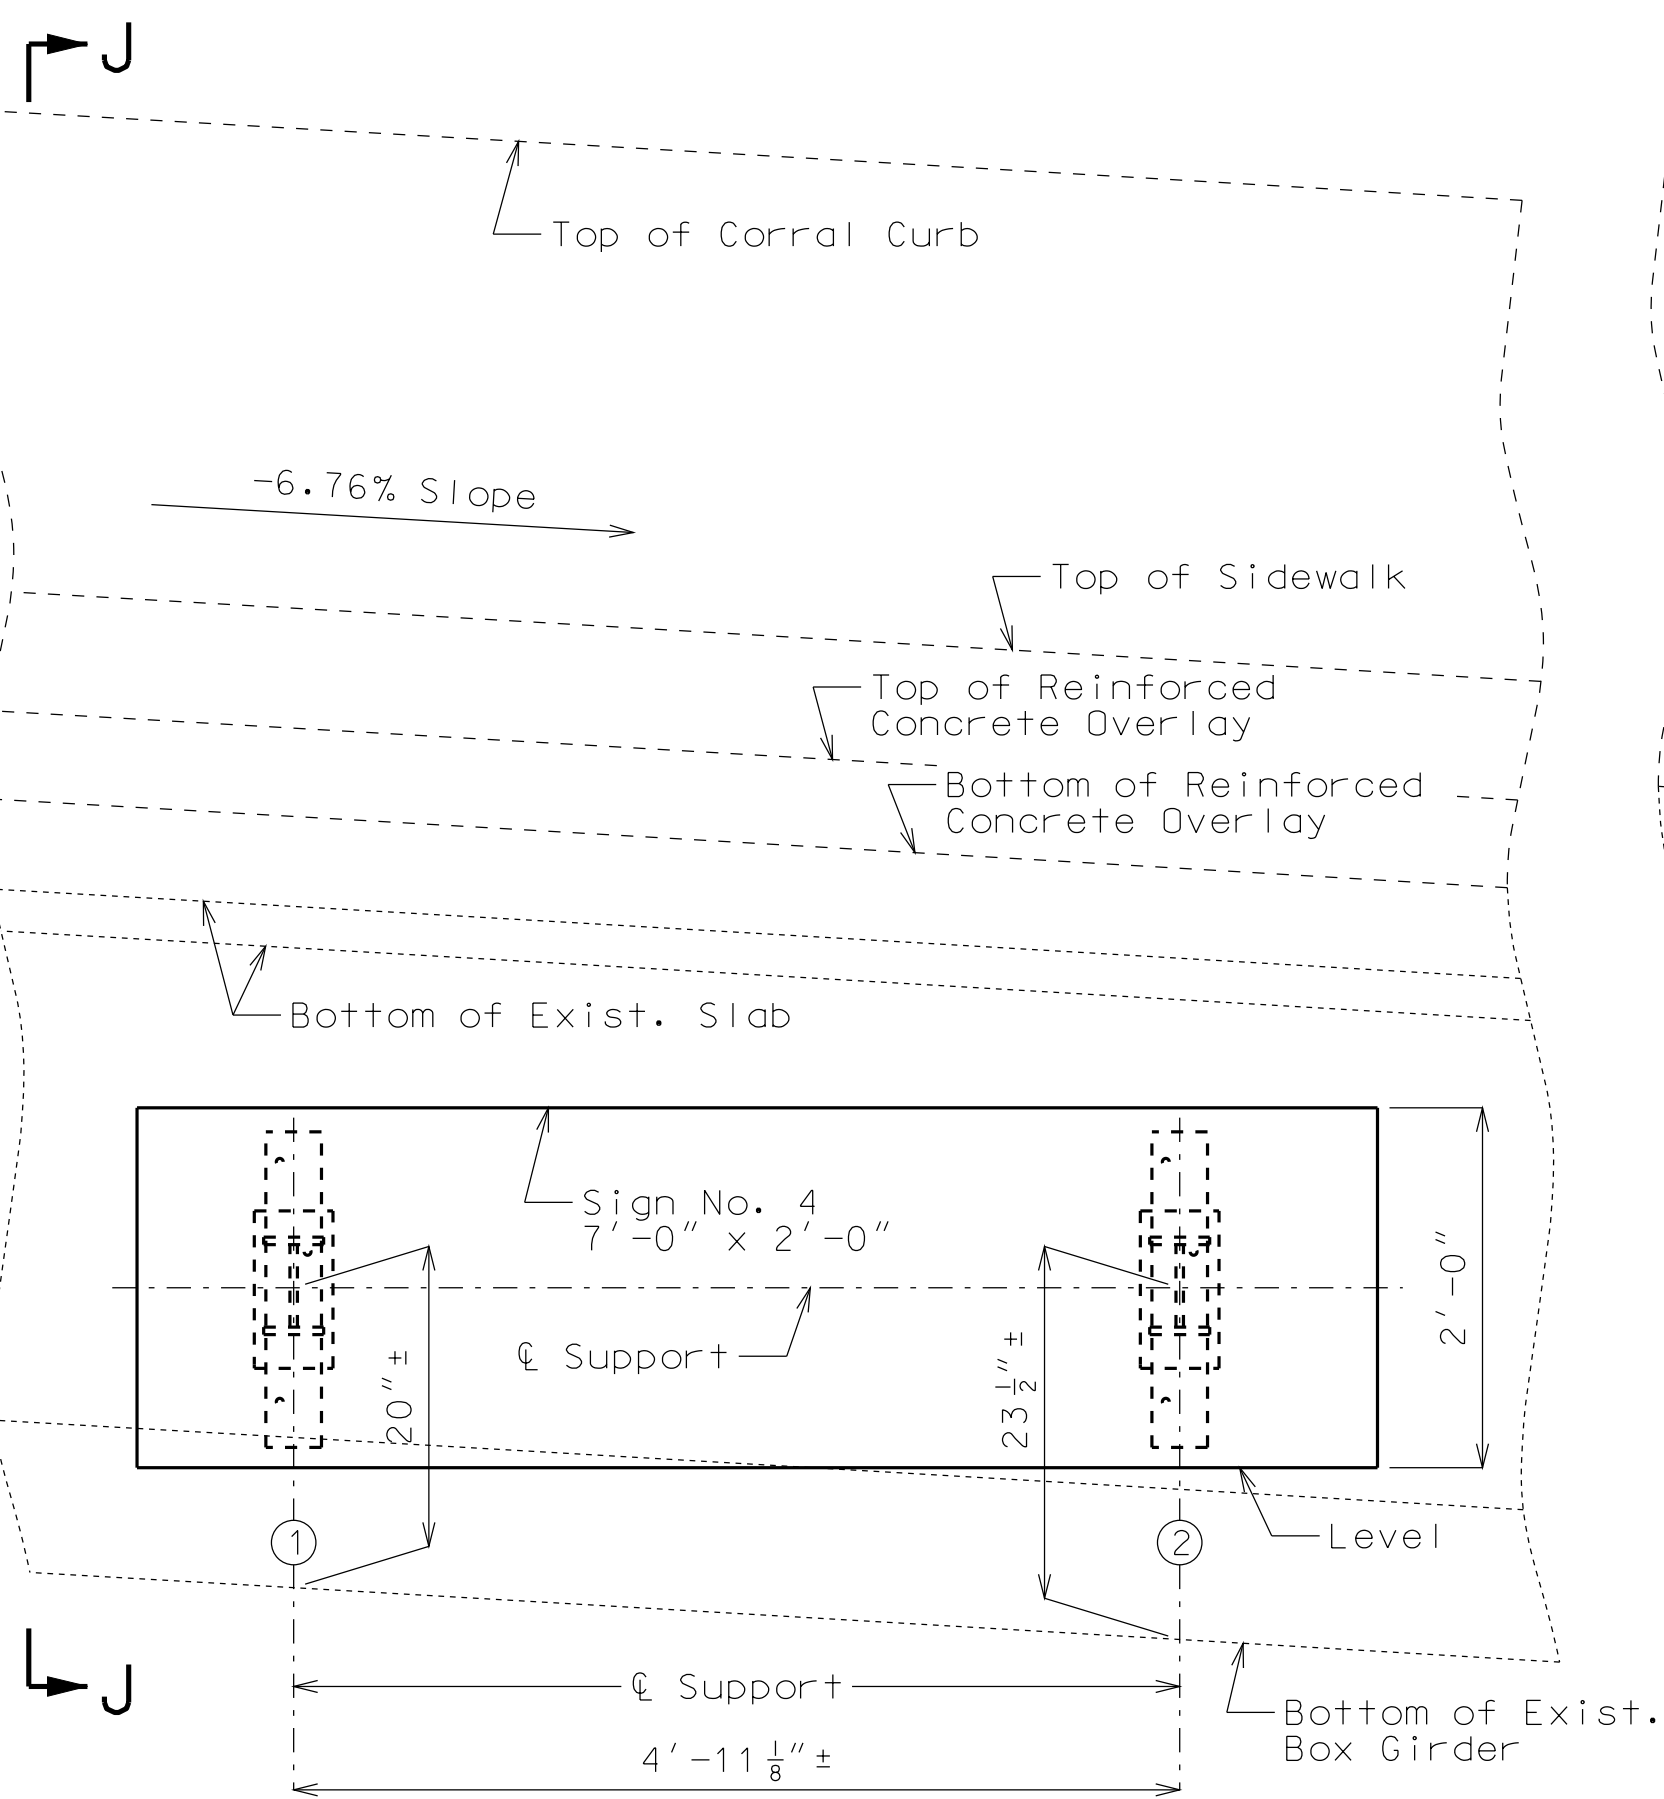 J
Top of Corral Curb
-6.76% Slope
Top of Sidewalk
Top of Reinforced
Concrete Overlay
Bottom of Reinforced
Concrete Overlay
Bottom of Exist. Slab
Sign No. 4
7'-0" x 2'-0"
2'-0"
℄ Support
20"±
23½"±
1
2
Level
J
℄ Support
Bottom of Exist.
Box Girder
4'-11⅛"±